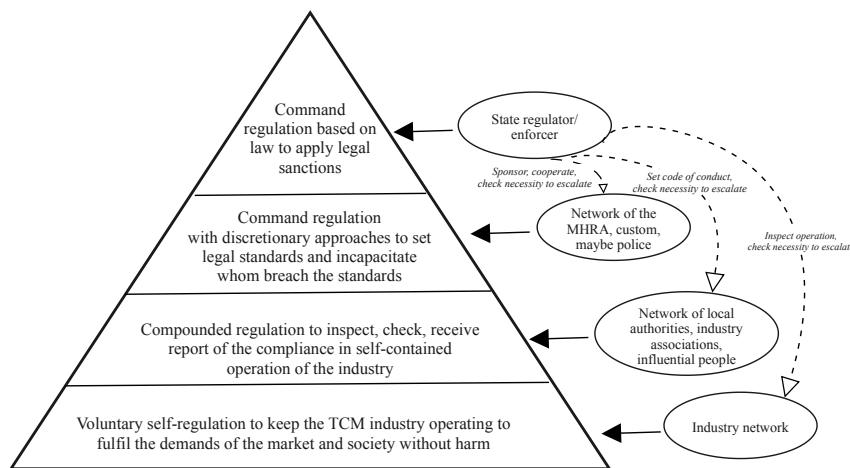 Command
regulation based on
law to apply legal
sanctions
State regulator/
enforcer
Sponsor, cooperate,
check necessity to escalate
Set code of conduct,
check necessity to escalate
Command regulation
with discretionary approaches to set
legal standards and incapacitate
whom breach the standards
Network of the
MHRA, custom,
maybe police
Inspect operation,
check necessity to escalat
Compounded regulation to inspect, check, receive
report of the compliance in self-contained
operation of the industry
Network of local
authorities, industry
associations,
influential people
Voluntary self-regulation to keep the TCM industry operating to
fulfil the demands of the market and society without harm
Industry network